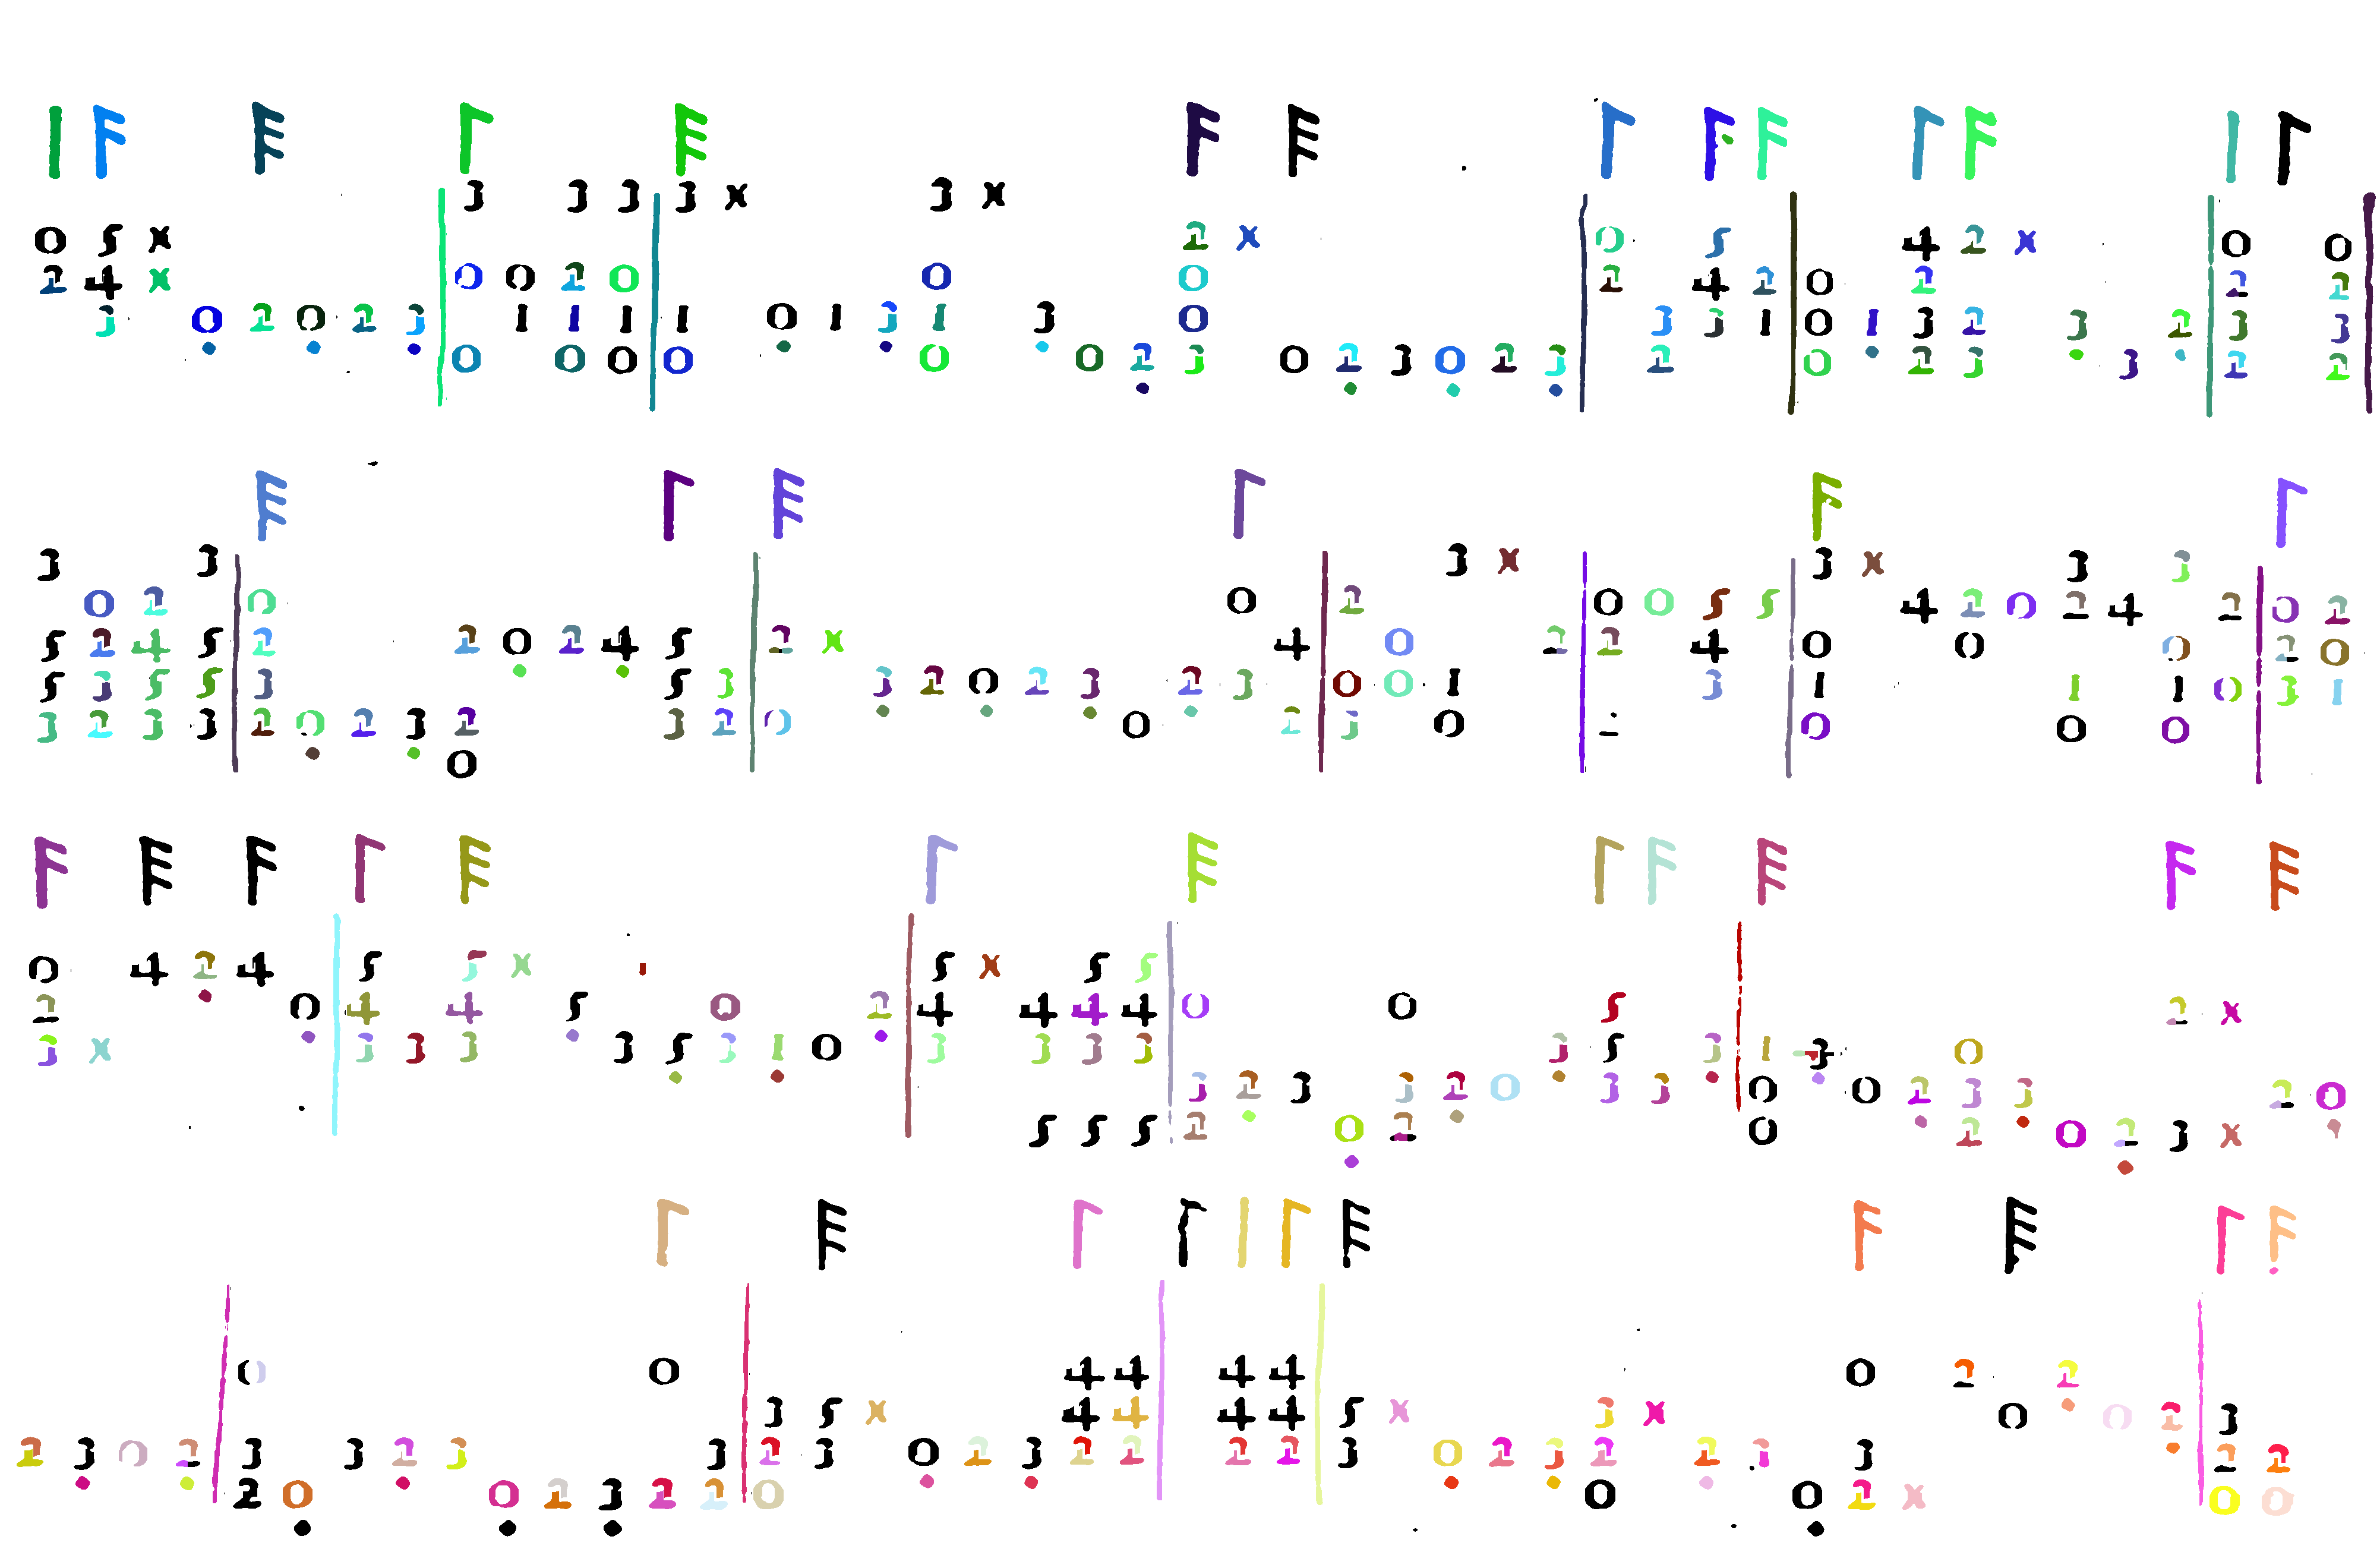 3 3 3 3 x 3 x
0 5 x 2 x 0 5 4 2 x 0 0
2 4 x 0 0 2 0 0 0 2 4 2 0 2 2 2
3 0 2 0 2 3 1 1 1 1 0 1 3 1 3 0 3 3 1 0 1 3 2 3 2 3 3
0 0 0 0 0 0 2 3 0 2 3 0 2 3 2 0 2 3 3 2 2
3 3 3 x 3 x 3 3
0 2 0 0 2 0 0 5 5 4 2 0 2 4 2 0 2
5 2 4 5 2 2 0 2 4 5 2 x 4 0 2 2 4 0 0 0 2 0
5 3 5 5 3 5 3 3 2 0 2 3 2 3 0 0 1 3 1 1 1 0 3 1
3 2 3 3 2 0 2 3 2 3 2 0 0 2 3 0 0 0 0
0
0 4 2 4 5 5 x 5 x 5 5
2 0 4 4 5 0 2 4 4 4 4 0 0 5 2 x
3 x 3 3 3 3 5 3 1 0 3 3 3 3 3 5 3 1 3 0
3 2 3 3 2 0 3 3 0 0 2 3 3 2 0
5 5 5 2 0 2 0 2 0 2 3 x
0 0 4 4 4 4 0 2 2
3 5 x 4 4 4 4 5 x 3 x 0 0 2 3
2 3 0 2 3 3 2 3 3 2 3 0 2 3 2 2 2 2 3 0 2 3 2 2 3 3 2 2
2 0 0 2 3 2 2 0 0 0 2 x 0 0